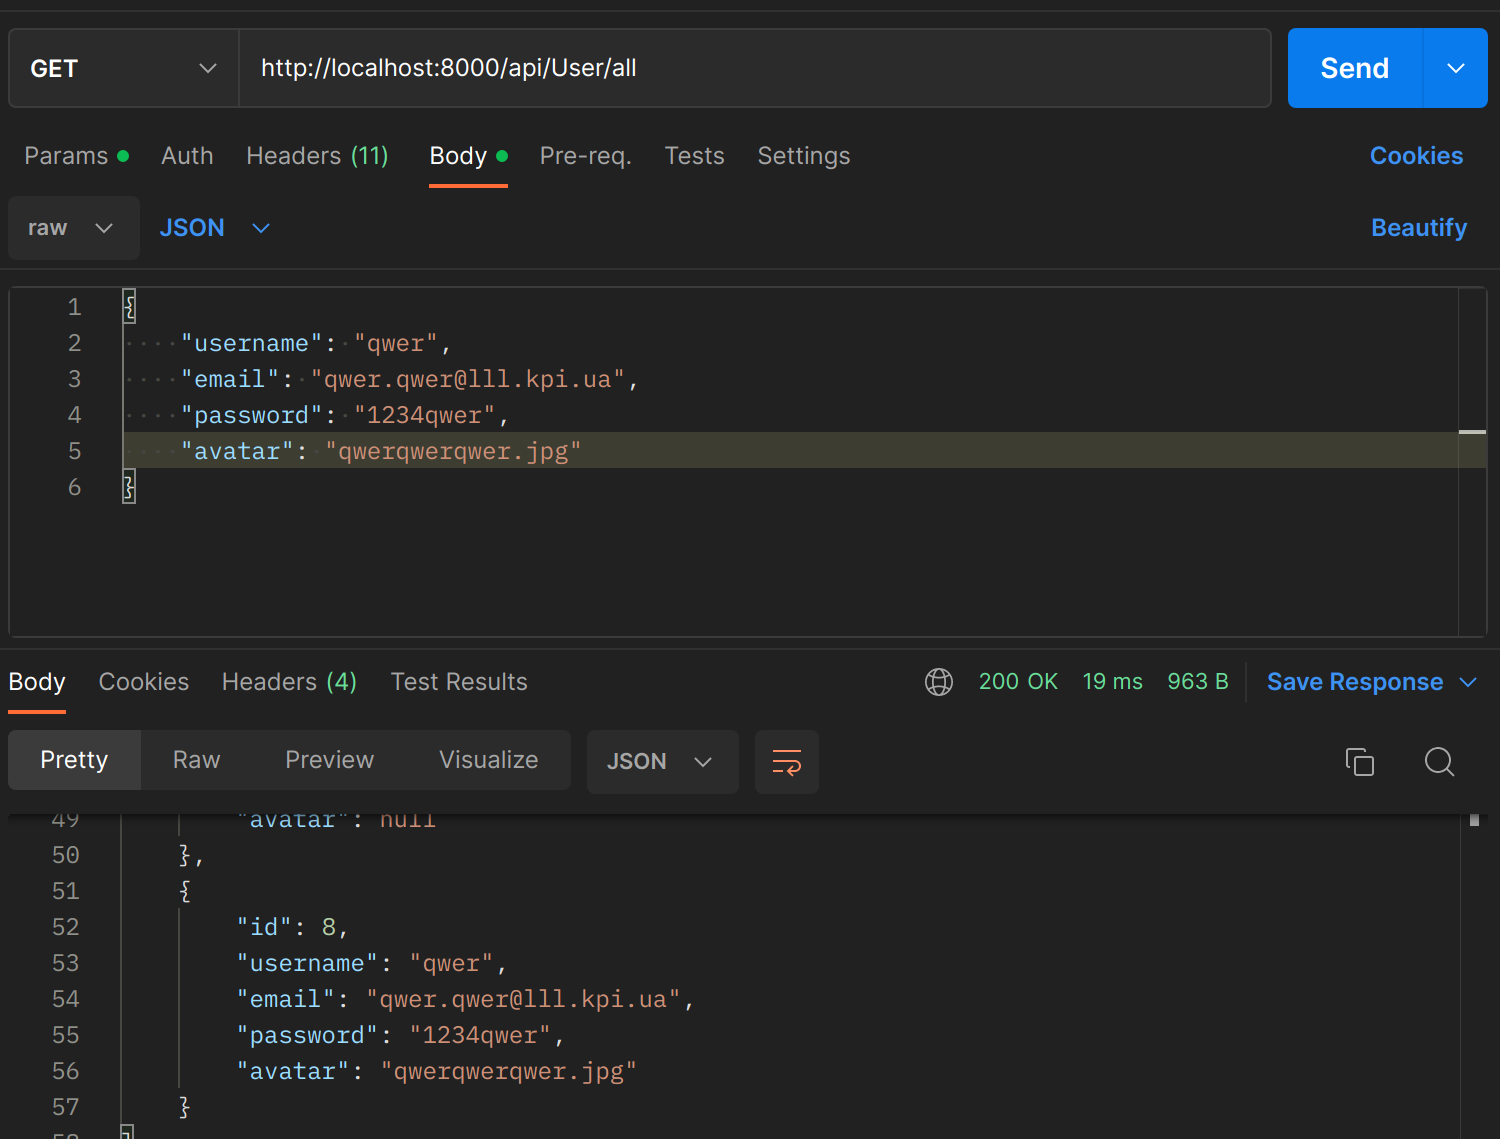 GET http://localhost:8000/api/User/all Send
Params Auth Headers (11) Body Pre-req. Tests Settings Cookies
raw JSON Beautify
1 {
2 "username": "qwer",
3 "email": "qwer.qwer@lll.kpi.ua",
4 "password": "1234qwer",
5 "avatar": "qwerqwerqwer.jpg"
6 }
Body Cookies Headers (4) Test Results 200 OK 19 ms 963 B Save Response
Pretty Raw Preview Visualize JSON
49 "avatar": null
50 },
51 {
52 "id": 8,
53 "username": "qwer",
54 "email": "qwer.qwer@lll.kpi.ua",
55 "password": "1234qwer",
56 "avatar": "qwerqwerqwer.jpg"
57 }
58 ]